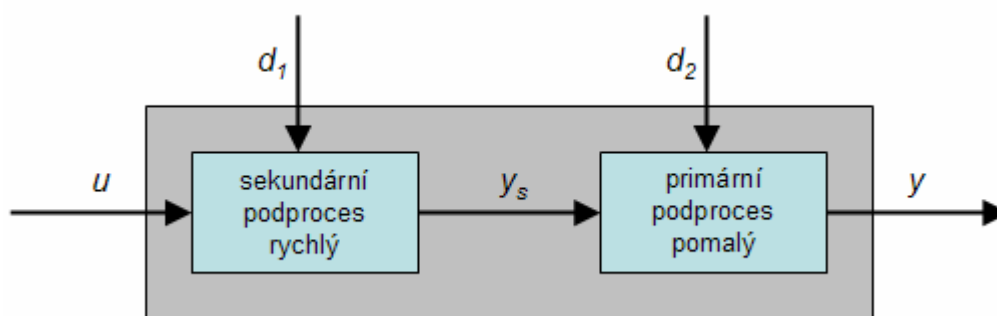 d1
d2
u
sekundární
podproces
rychlý
ys
primární
podproces
pomalý
y